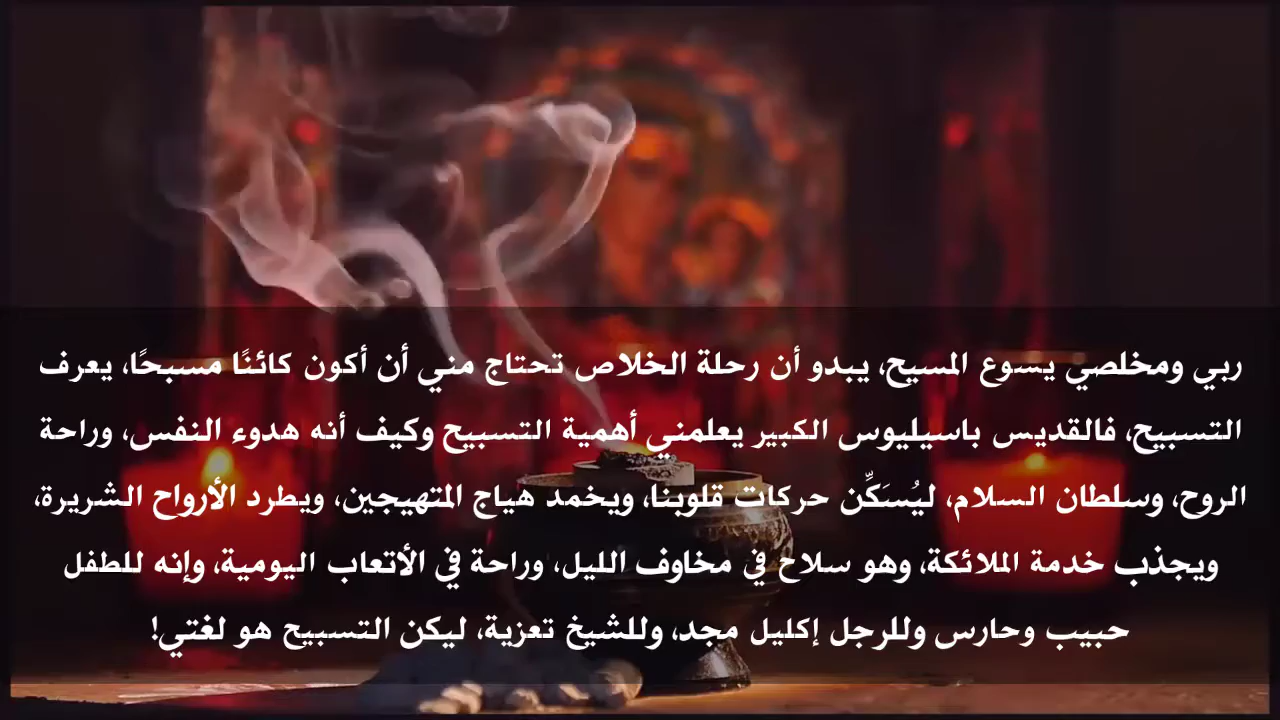 ربي ومخلصي يسوع المسيح، يبدو أن رحلة الخلاص تحتاج مني أن أكون كائنًا مسبحًا، يعرف
التسبيح، فالقديس باسيليوس الكبير يعلمني أهمية التسبيح وكيف أنه هدوء النفس، وراحة
الروح، وسلطان السلام، ليُسَكِّن حركات قلوبنا، ويخمد هياج المتهيجين، ويطرد الأرواح الشريرة،
ويجذب خدمة الملائكة، وهو سلاح في مخاوف الليل، وراحة في الأتعاب اليومية، وإنه للطفل
حبيب وحارس وللرجل إكليل مجد، وللشيخ تعزية، ليكن التسبيح هو لغتي!